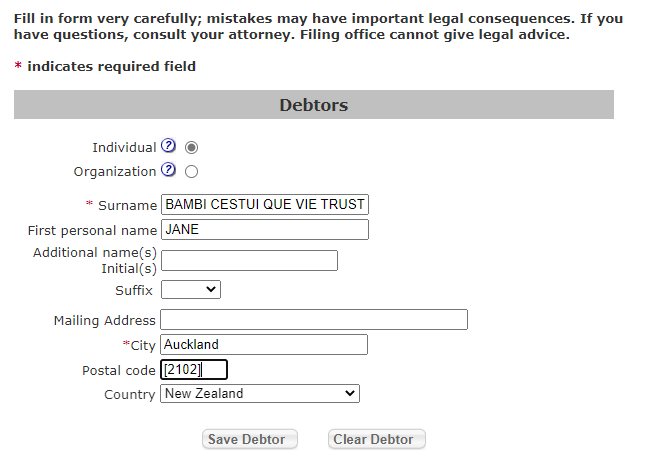 Fill in form very carefully; mistakes may have important legal consequences. If you
have questions, consult your attorney. Filing office cannot give legal advice.
* indicates required field
Debtors
Individual ?
Organization ?
* Surname BAMBI CESTUI QUE VIE TRUST
First personal name JANE
Additional name(s)
Initial(s)
Suffix
Mailing Address
*City Auckland
Postal code [2102]
Country New Zealand
Save Debtor Clear Debtor